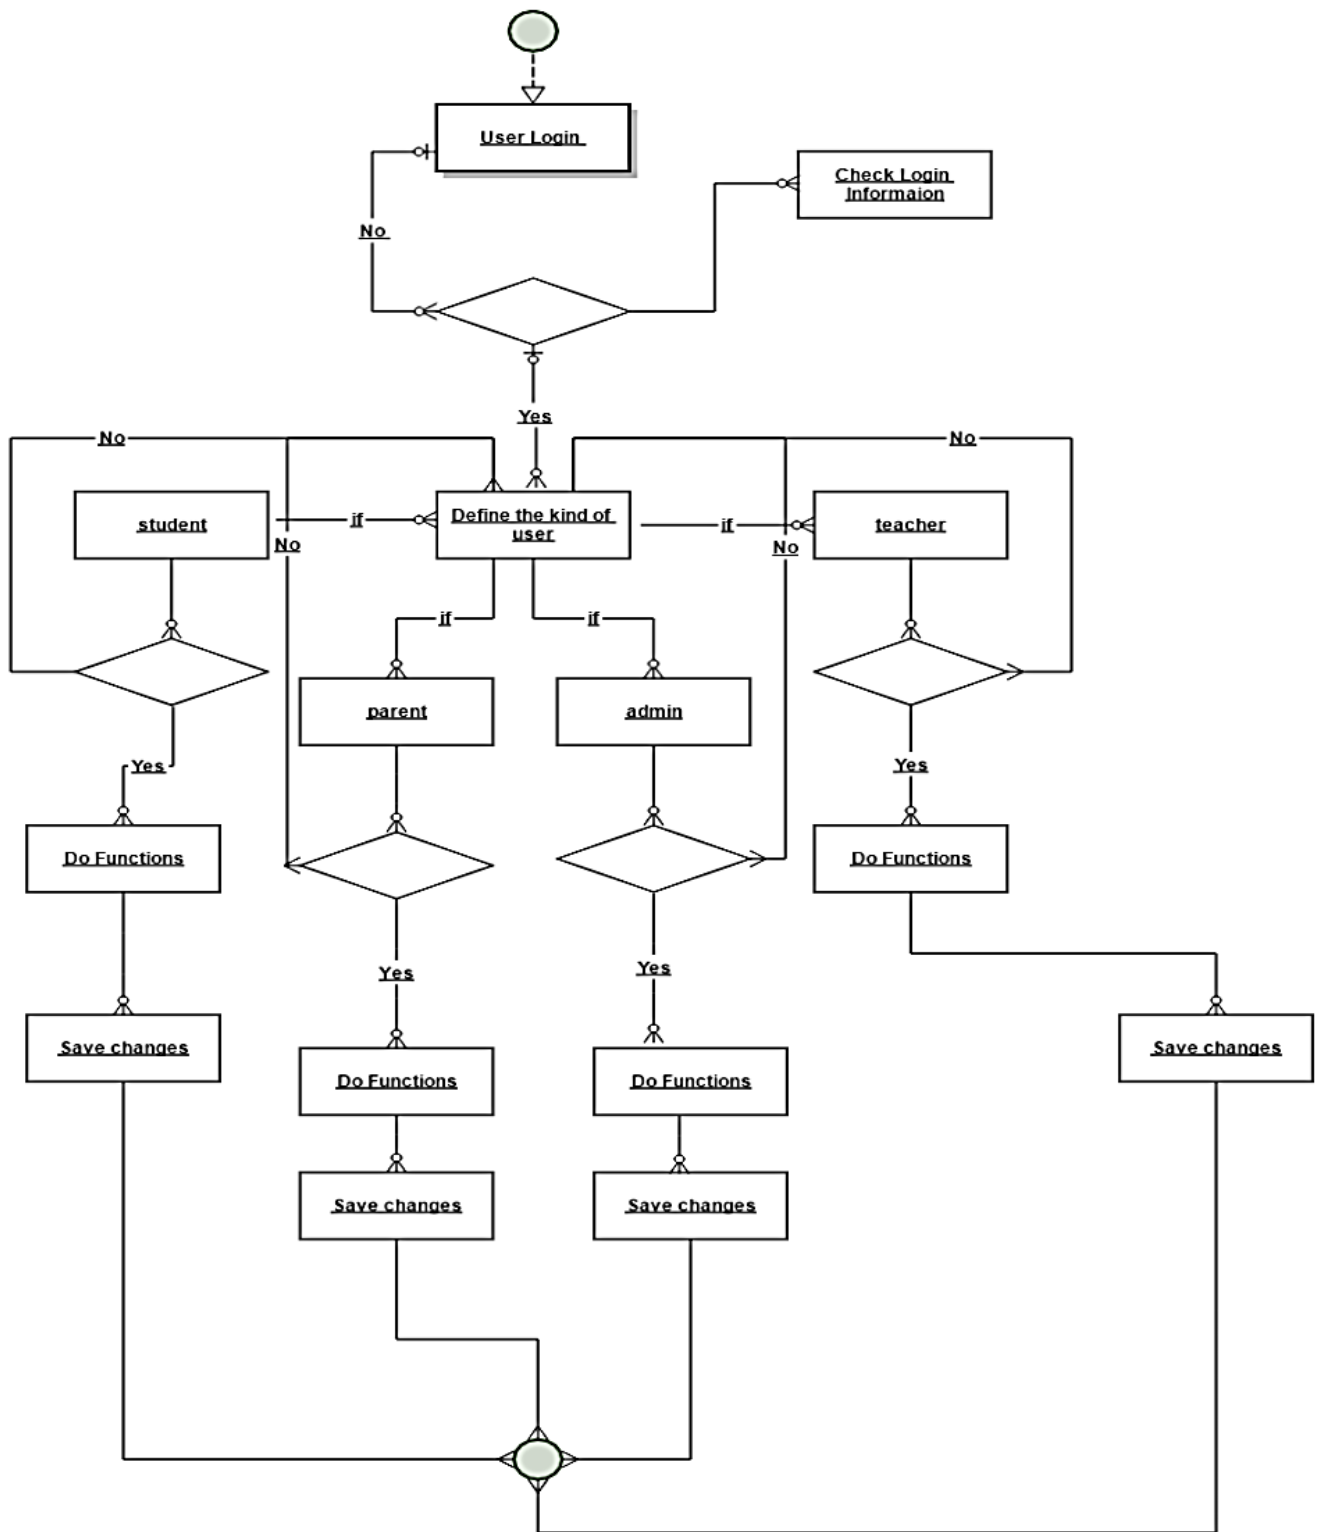 User Login
Check Login
Informaion
No
Yes
No
No
student
if
Define the kind of
user
if
teacher
No
No
if
if
parent
admin
Yes
Yes
Do Functions
Do Functions
Yes
Yes
Save changes
Save changes
Do Functions
Do Functions
Save changes
Save changes